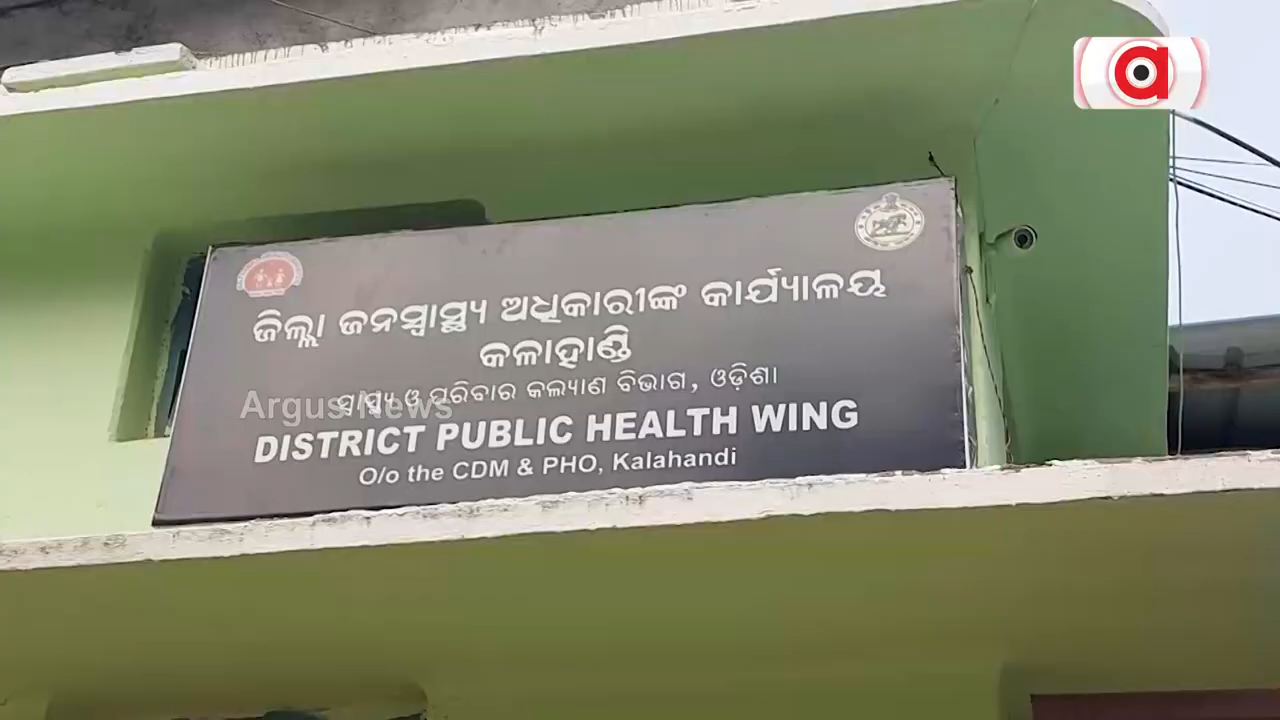 ଜିଲ୍ଲା ଜନସ୍ୱାସ୍ଥ୍ୟ ଅଧିକାରୀଙ୍କ କାର୍ଯ୍ୟାଳୟ
କଳାହାଣ୍ଡି
ସ୍ୱାସ୍ଥ୍ୟ ଓ ପରିବାର କଲ୍ୟାଣ ବିଭାଗ, ଓଡ଼ିଶା
Argus News
DISTRICT PUBLIC HEALTH WING
O/o the CDM & PHO, Kalahandi
a